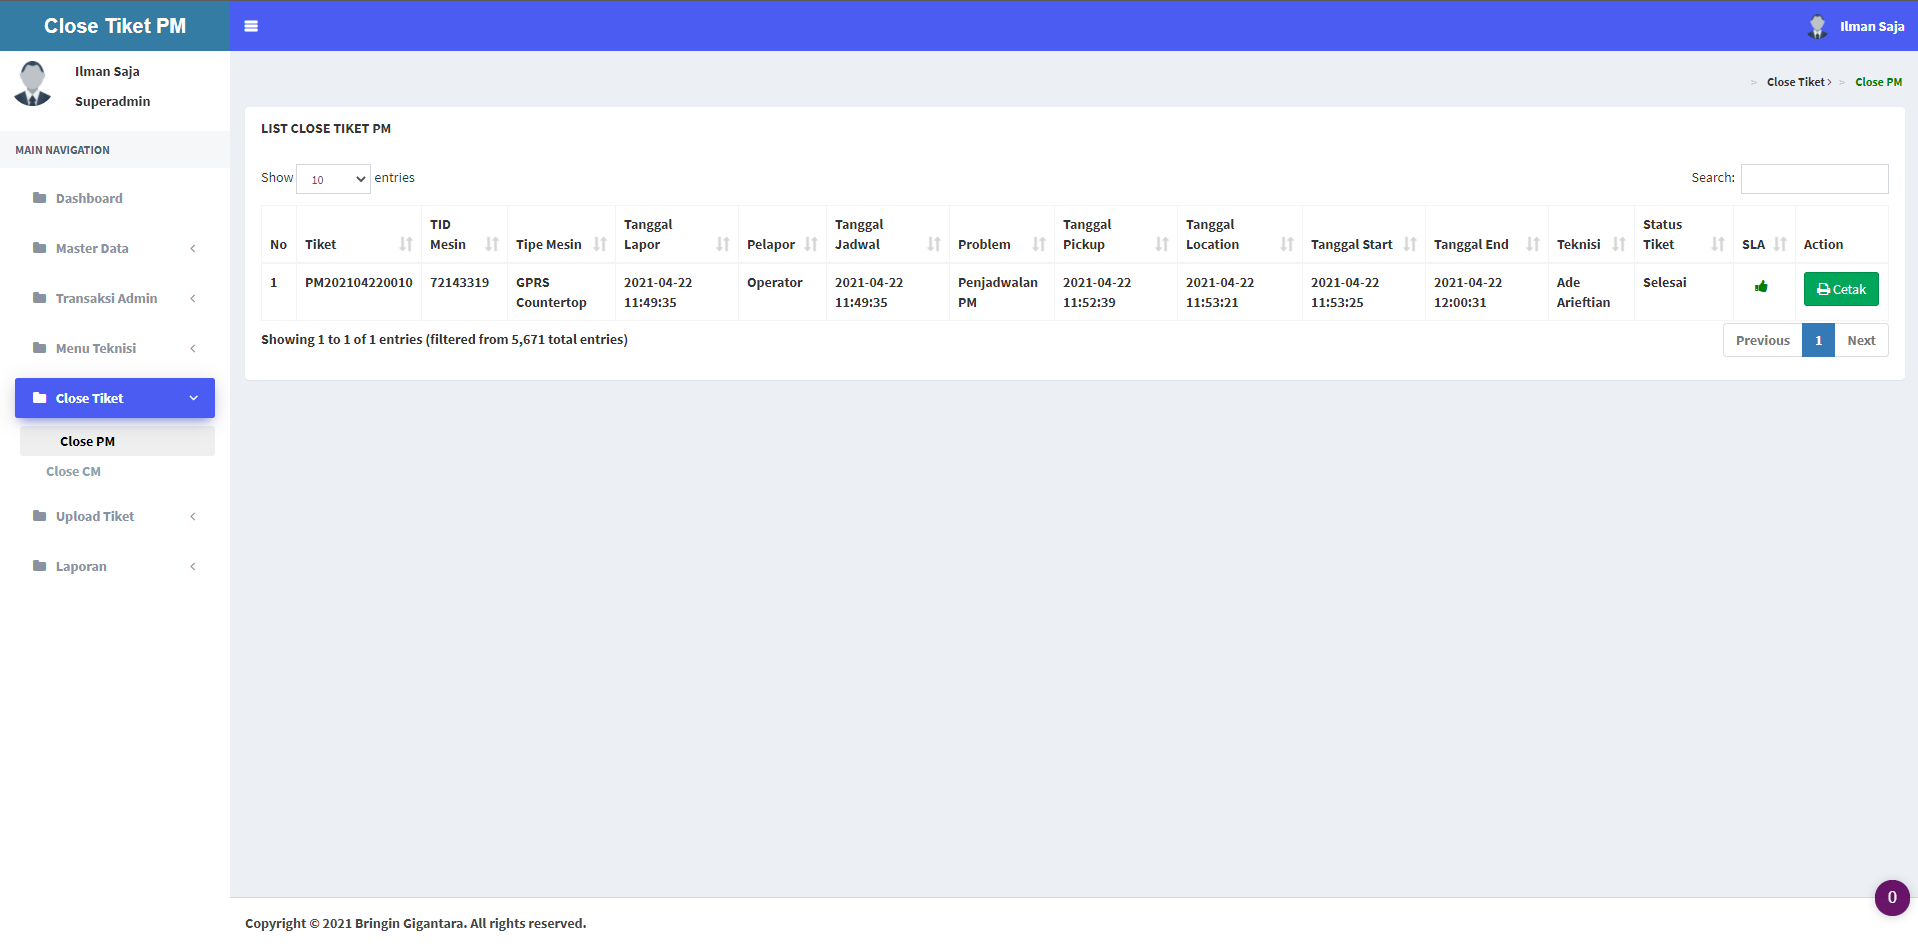 Close Tiket PM
Ilman Saja
Ilman Saja
Superadmin
> Close Tiket > > Close PM
MAIN NAVIGATION
Dashboard
Master Data
Transaksi Admin
Menu Teknisi
Close Tiket
Close PM
Close CM
Upload Tiket
Laporan
LIST CLOSE TIKET PM
Show 10 entries
Search:
No Tiket TID Mesin Tipe Mesin Tanggal Lapor Pelapor Tanggal Jadwal Problem Tanggal Pickup Tanggal Location Tanggal Start Tanggal End Teknisi Status Tiket SLA Action
1 PM202104220010 72143319 GPRS Countertop 2021-04-22 11:49:35 Operator 2021-04-22 11:49:35 Penjadwalan PM 2021-04-22 11:52:39 2021-04-22 11:53:21 2021-04-22 11:53:25 2021-04-22 12:00:31 Ade Arieftian Selesai Cetak
Showing 1 to 1 of 1 entries (filtered from 5,671 total entries)
Previous 1 Next
0
Copyright © 2021 Bringin Gigantara. All rights reserved.